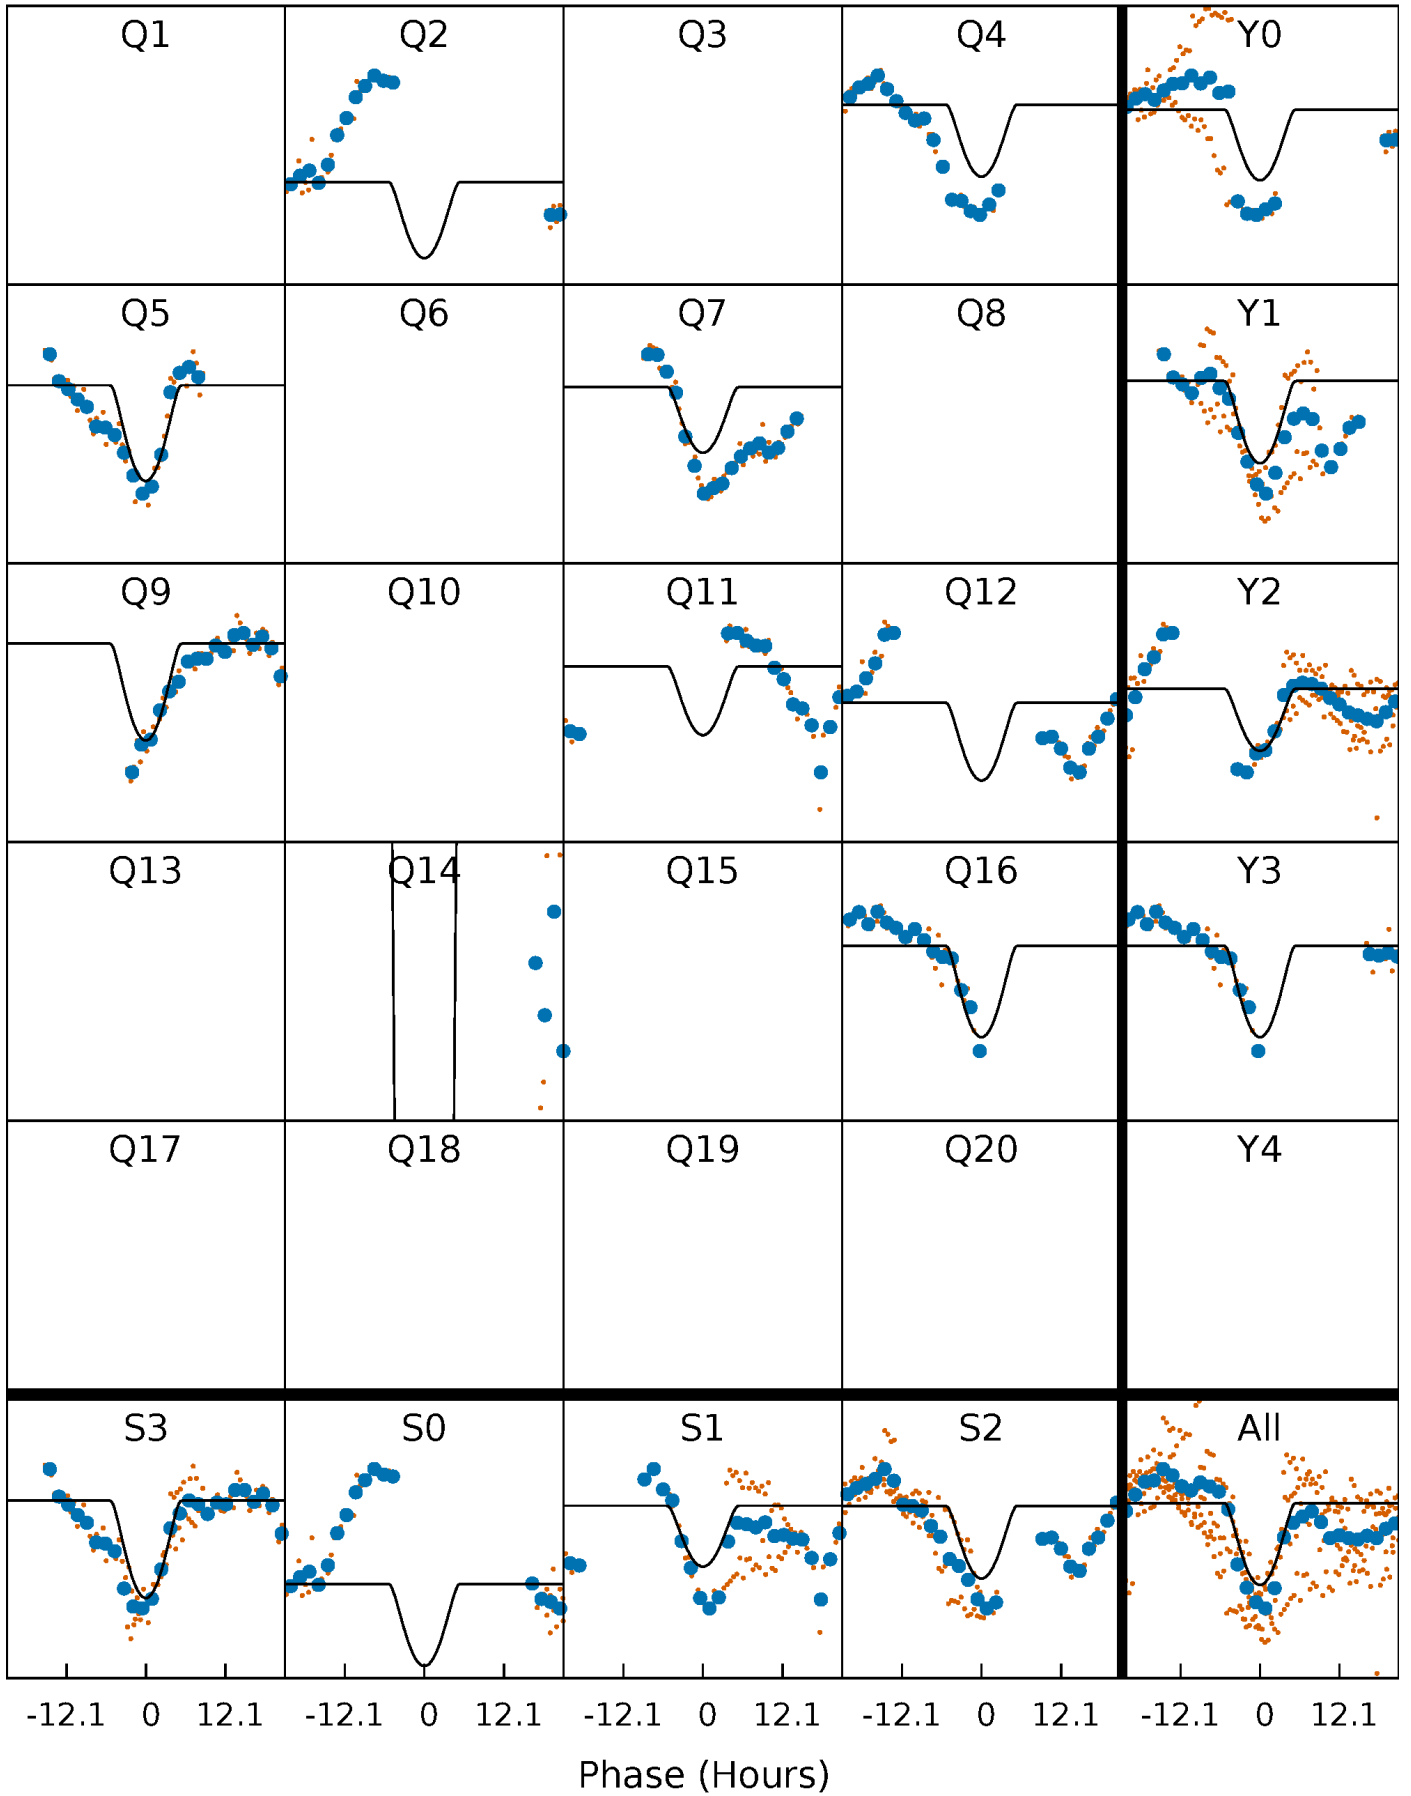 Q1 Q2 Q3 Q4 Y0
Q5 Q6 Q7 Q8 Y1
Q9 Q10 Q11 Q12 Y2
Q13 Q14 Q15 Q16 Y3
Q17 Q18 Q19 Q20 Y4
S3 S0 S1 S2 All
-12.1 0 12.1 -12.1 0 12.1 -12.1 0 12.1 -12.1 0 12.1 -12.1 0 12.1
Phase (Hours)